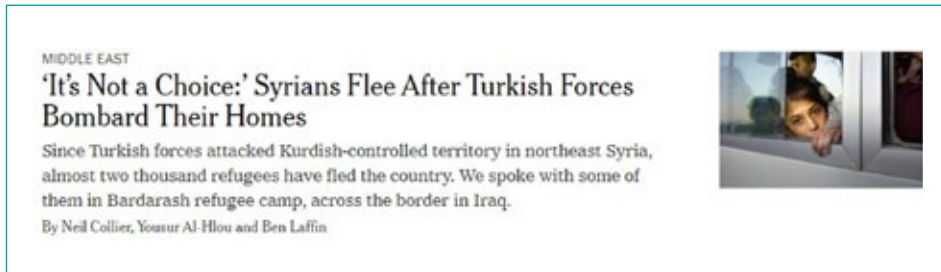 MIDDLE EAST
‘It’s Not a Choice:’ Syrians Flee After Turkish Forces
Bombard Their Homes
Since Turkish forces attacked Kurdish-controlled territory in northeast Syria,
almost two thousand refugees have fled the country. We spoke with some of
them in Bardarash refugee camp, across the border in Iraq.
By Neil Collier, Yousur Al-Hlou and Ben Laffin